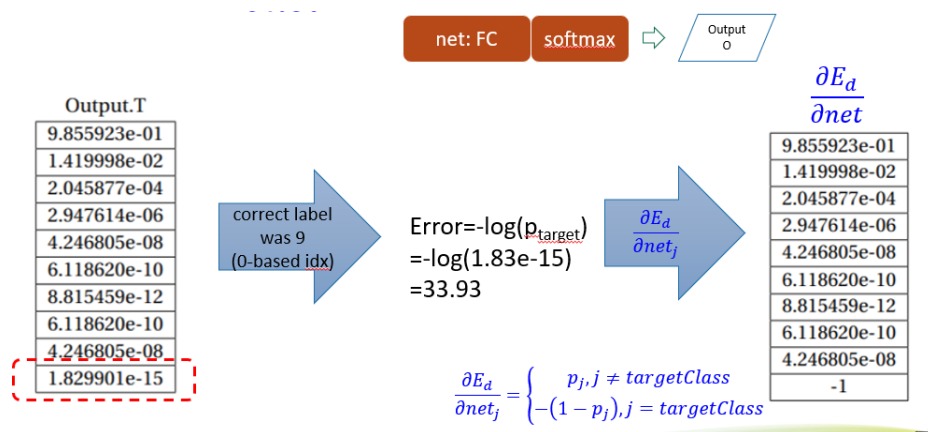 net: FC
softmax
Output
O
Output.T
9.855923e-01
1.419998e-02
2.045877e-04
2.947614e-06
4.246805e-08
6.118620e-10
8.815459e-12
6.118620e-10
4.246805e-08
1.829901e-15
correct label
was 9
(0-based idx)
Error=-log(p_target)
=-log(1.83e-15)
=33.93
∂E_d
∂net_j
∂E_d
∂net
9.855923e-01
1.419998e-02
2.045877e-04
2.947614e-06
4.246805e-08
6.118620e-10
8.815459e-12
6.118620e-10
4.246805e-08
-1
∂E_d/∂net_j = { p_j, j ≠ targetClass
-(1 − p_j), j = targetClass